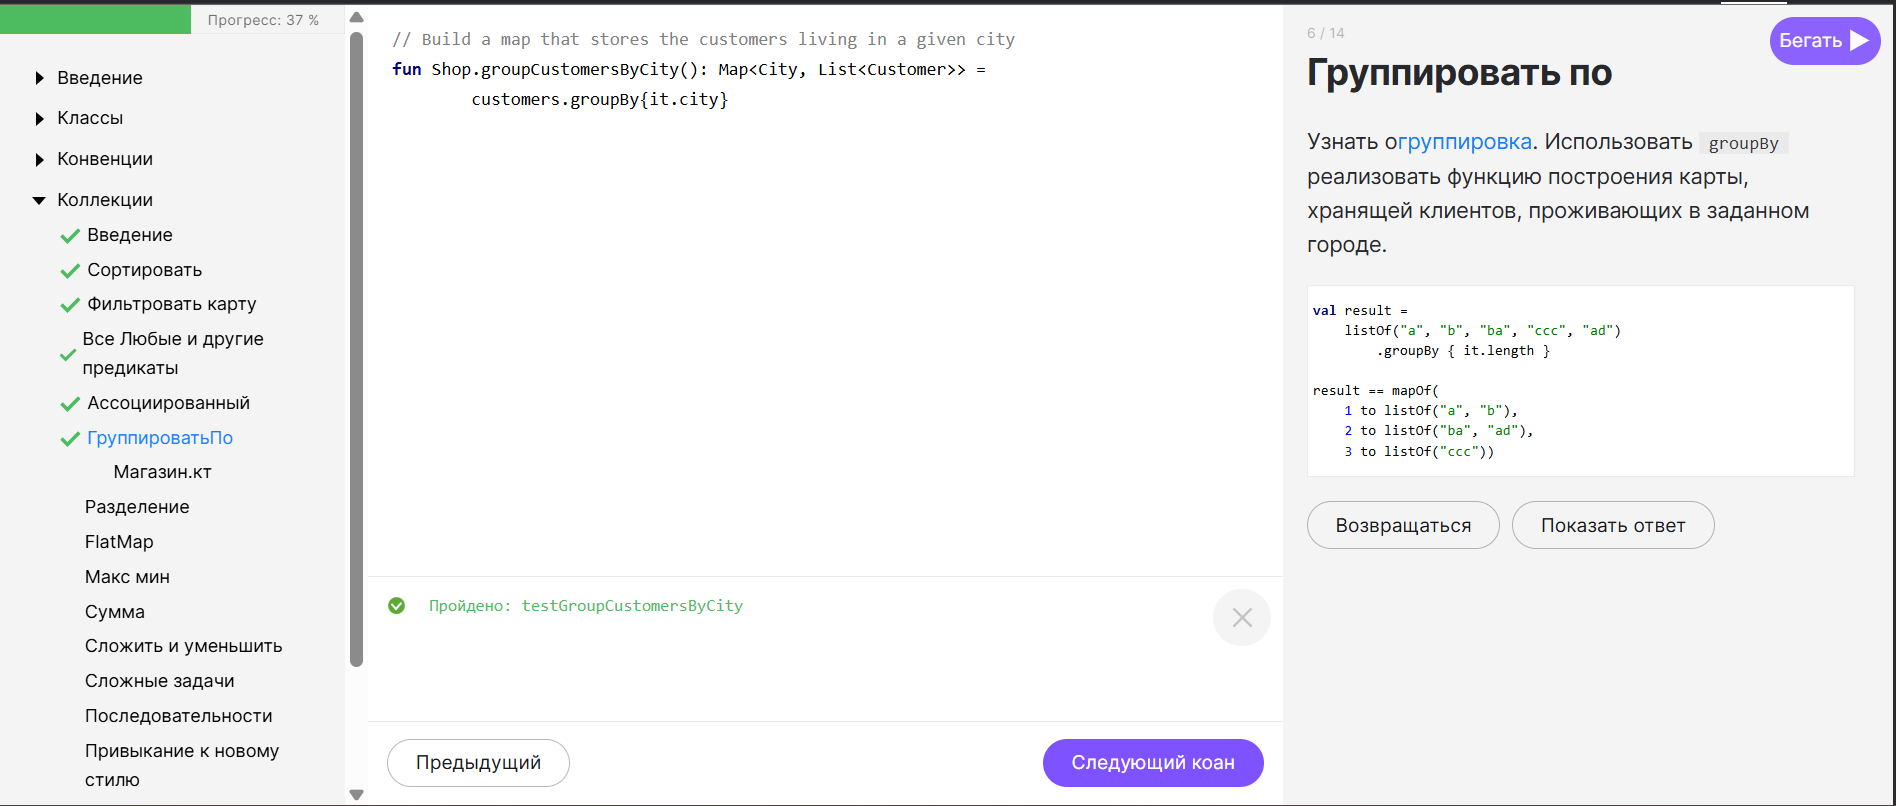 Прогресс: 37 %
Введение
Классы
Конвенции
Коллекции
Введение
Сортировать
Фильтровать карту
Все Любые и другие
предикаты
Ассоциированный
ГруппироватьПо
Магазин.кт
Разделение
FlatMap
Макс мин
Сумма
Сложить и уменьшить
Сложные задачи
Последовательности
Привыкание к новому
стилю
// Build a map that stores the customers living in a given city
fun Shop.groupCustomersByCity(): Map<City, List<Customer>> =
customers.groupBy{it.city}
Пройдено: testGroupCustomersByCity
Предыдущий
Следующий коан
6 / 14
Бегать
Группировать по
Узнать огруппировка. Использовать groupBy
реализовать функцию построения карты,
хранящей клиентов, проживающих в заданном
городе.
val result =
listOf("a", "b", "ba", "ccc", "ad")
.groupBy { it.length }
result == mapOf(
1 to listOf("a", "b"),
2 to listOf("ba", "ad"),
3 to listOf("ccc"))
Возвращаться
Показать ответ